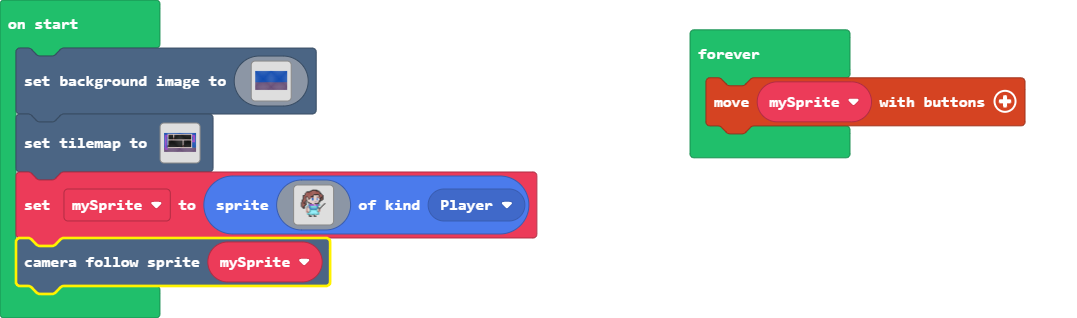 on start
set background image to
set tilemap to
set mySprite to sprite of kind Player
camera follow sprite mySprite
forever
move mySprite with buttons